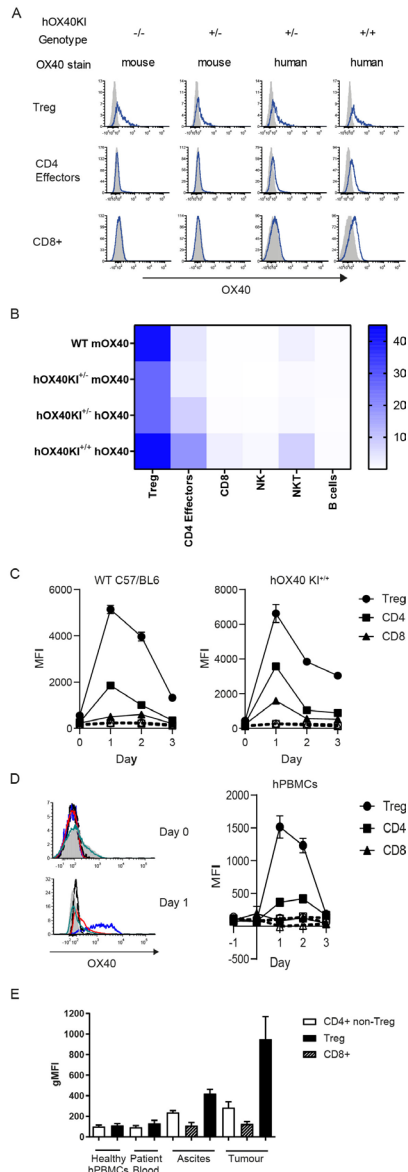 A
hOX40KI
Genotype -/- +/- +/- +/+
OX40 stain mouse mouse human human
Treg
CD4
Effectors
CD8+
OX40
B
WT mOX40
hOX40KI+/- mOX40
hOX40KI+/- hOX40
hOX40KI+/+ hOX40
40
30
20
10
Treg
CD4 Effectors
CD8
NK
NKT
B cells
C
WT C57/BL6
MFI
6000
4000
2000
0
0 1 2 3
Day
hOX40 KI+/+
MFI
8000
6000
4000
2000
0
0 1 2 3
Day
Treg
CD4
CD8
D
Day 0
Day 1
OX40
hPBMCs
MFI
2000
1500
1000
500
-500
-1 1 2 3
Day
Treg
CD4
CD8
E
gMFI
1200
1000
800
600
400
200
0
CD4+ non-Treg
Treg
CD8+
Healthy Patient Ascites Tumour
hPBMCs Blood